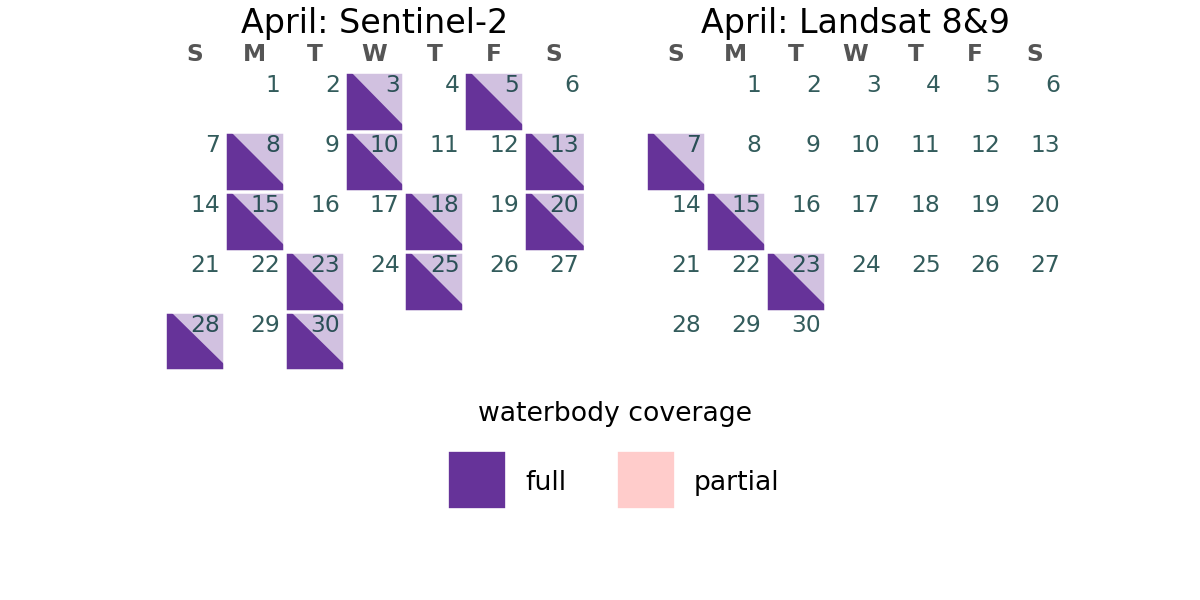 April: Sentinel-2
S M T W T F S
1 2 3 4 5 6
7 8 9 10 11 12 13
14 15 16 17 18 19 20
21 22 23 24 25 26 27
28 29 30
April: Landsat 8&9
S M T W T F S
1 2 3 4 5 6
7 8 9 10 11 12 13
14 15 16 17 18 19 20
21 22 23 24 25 26 27
28 29 30
waterbody coverage
full partial